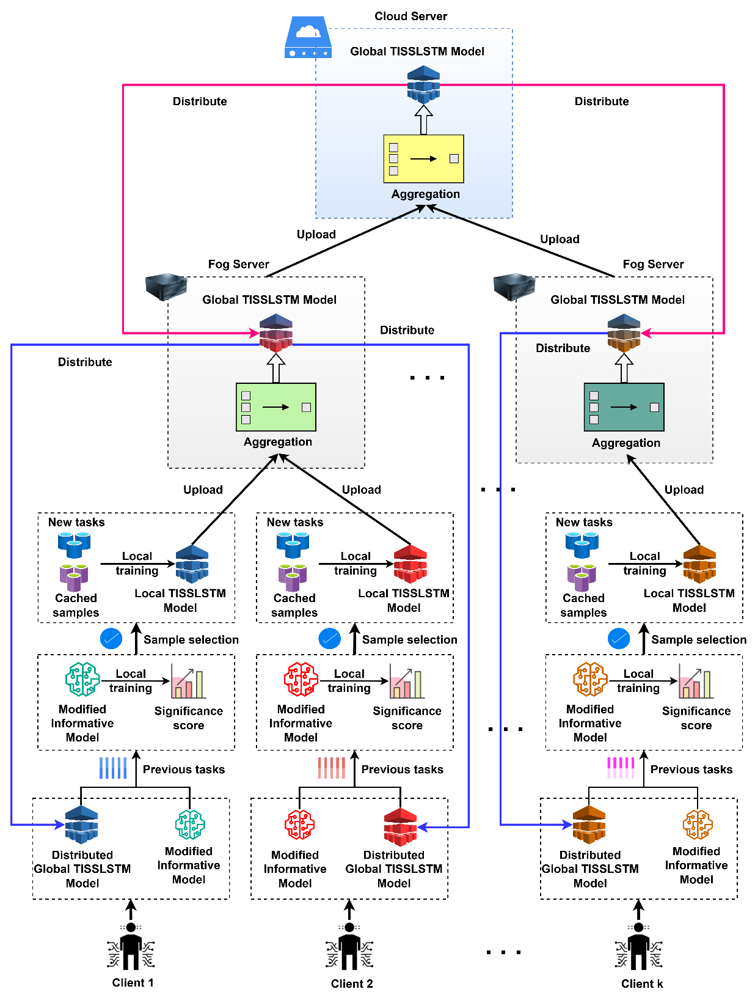 Cloud Server
Global TISSLSTM Model
Distribute
Distribute
Aggregation
Upload
Upload
Fog Server
Fog Server
Global TISSLSTM Model
Global TISSLSTM Model
Distribute
Distribute
Distribute
. . .
Aggregation
Aggregation
Upload
Upload
. . .
Upload
New tasks
Local
training
Cached
samples
Local TISSLSTM
Model
New tasks
Local
training
Cached
samples
Local TISSLSTM
Model
New tasks
Local
training
Cached
samples
Local TISSLSTM
Model
Sample selection
Sample selection
Sample selection
Local
training
Modified
Informative
Model
Significance
score
Local
training
Modified
Informative
Model
Significance
score
. . .
Local
training
Modified
Informative
Model
Significance
score
Previous tasks
Previous tasks
Previous tasks
Distributed
Global TISSLSTM
Model
Modified
Informative
Model
Modified
Informative
Model
Distributed
Global TISSLSTM
Model
Distributed
Global TISSLSTM
Model
Modified
Informative
Model
. . .
Client 1
Client 2
Client k